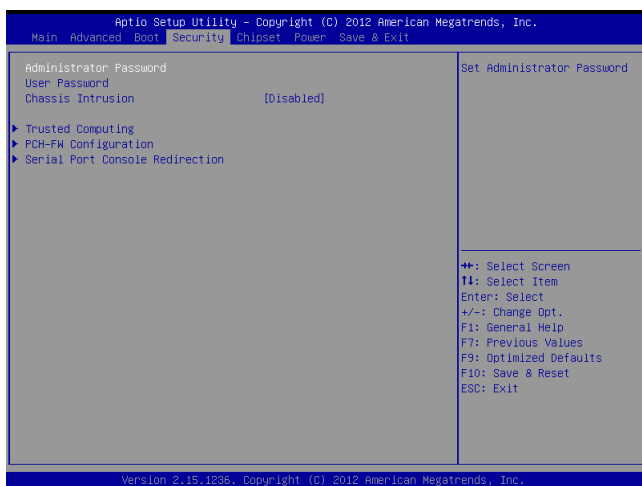 Aptio Setup Utility – Copyright (C) 2012 American Megatrends, Inc.
Main Advanced Boot Security Chipset Power Save & Exit
Administrator Password
User Password
Chassis Intrusion [Disabled]
▶ Trusted Computing
▶ PCH-FW Configuration
▶ Serial Port Console Redirection
Set Administrator Password
→←: Select Screen
↑↓: Select Item
Enter: Select
+/-: Change Opt.
F1: General Help
F7: Previous Values
F9: Optimized Defaults
F10: Save & Reset
ESC: Exit
Version 2.15.1236. Copyright (C) 2012 American Megatrends, Inc.